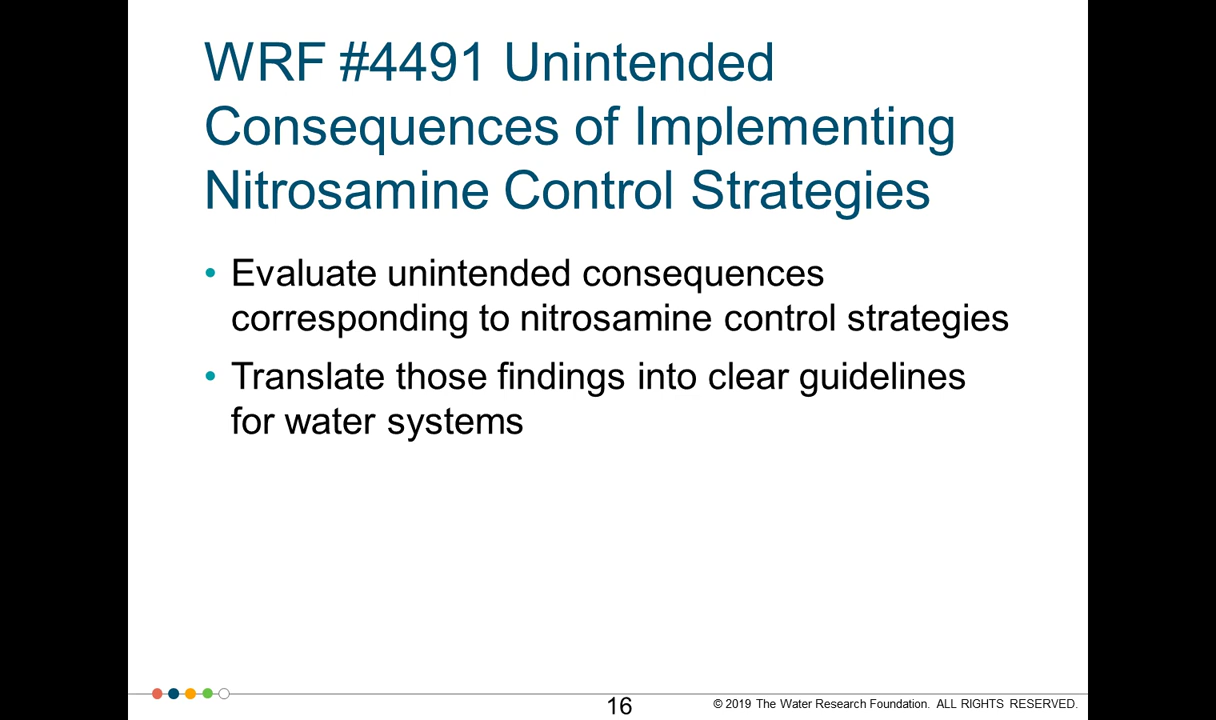 WRF #4491 Unintended
Consequences of Implementing
Nitrosamine Control Strategies
• Evaluate unintended consequences
corresponding to nitrosamine control strategies
• Translate those findings into clear guidelines
for water systems
16
© 2019 The Water Research Foundation. ALL RIGHTS RESERVED.